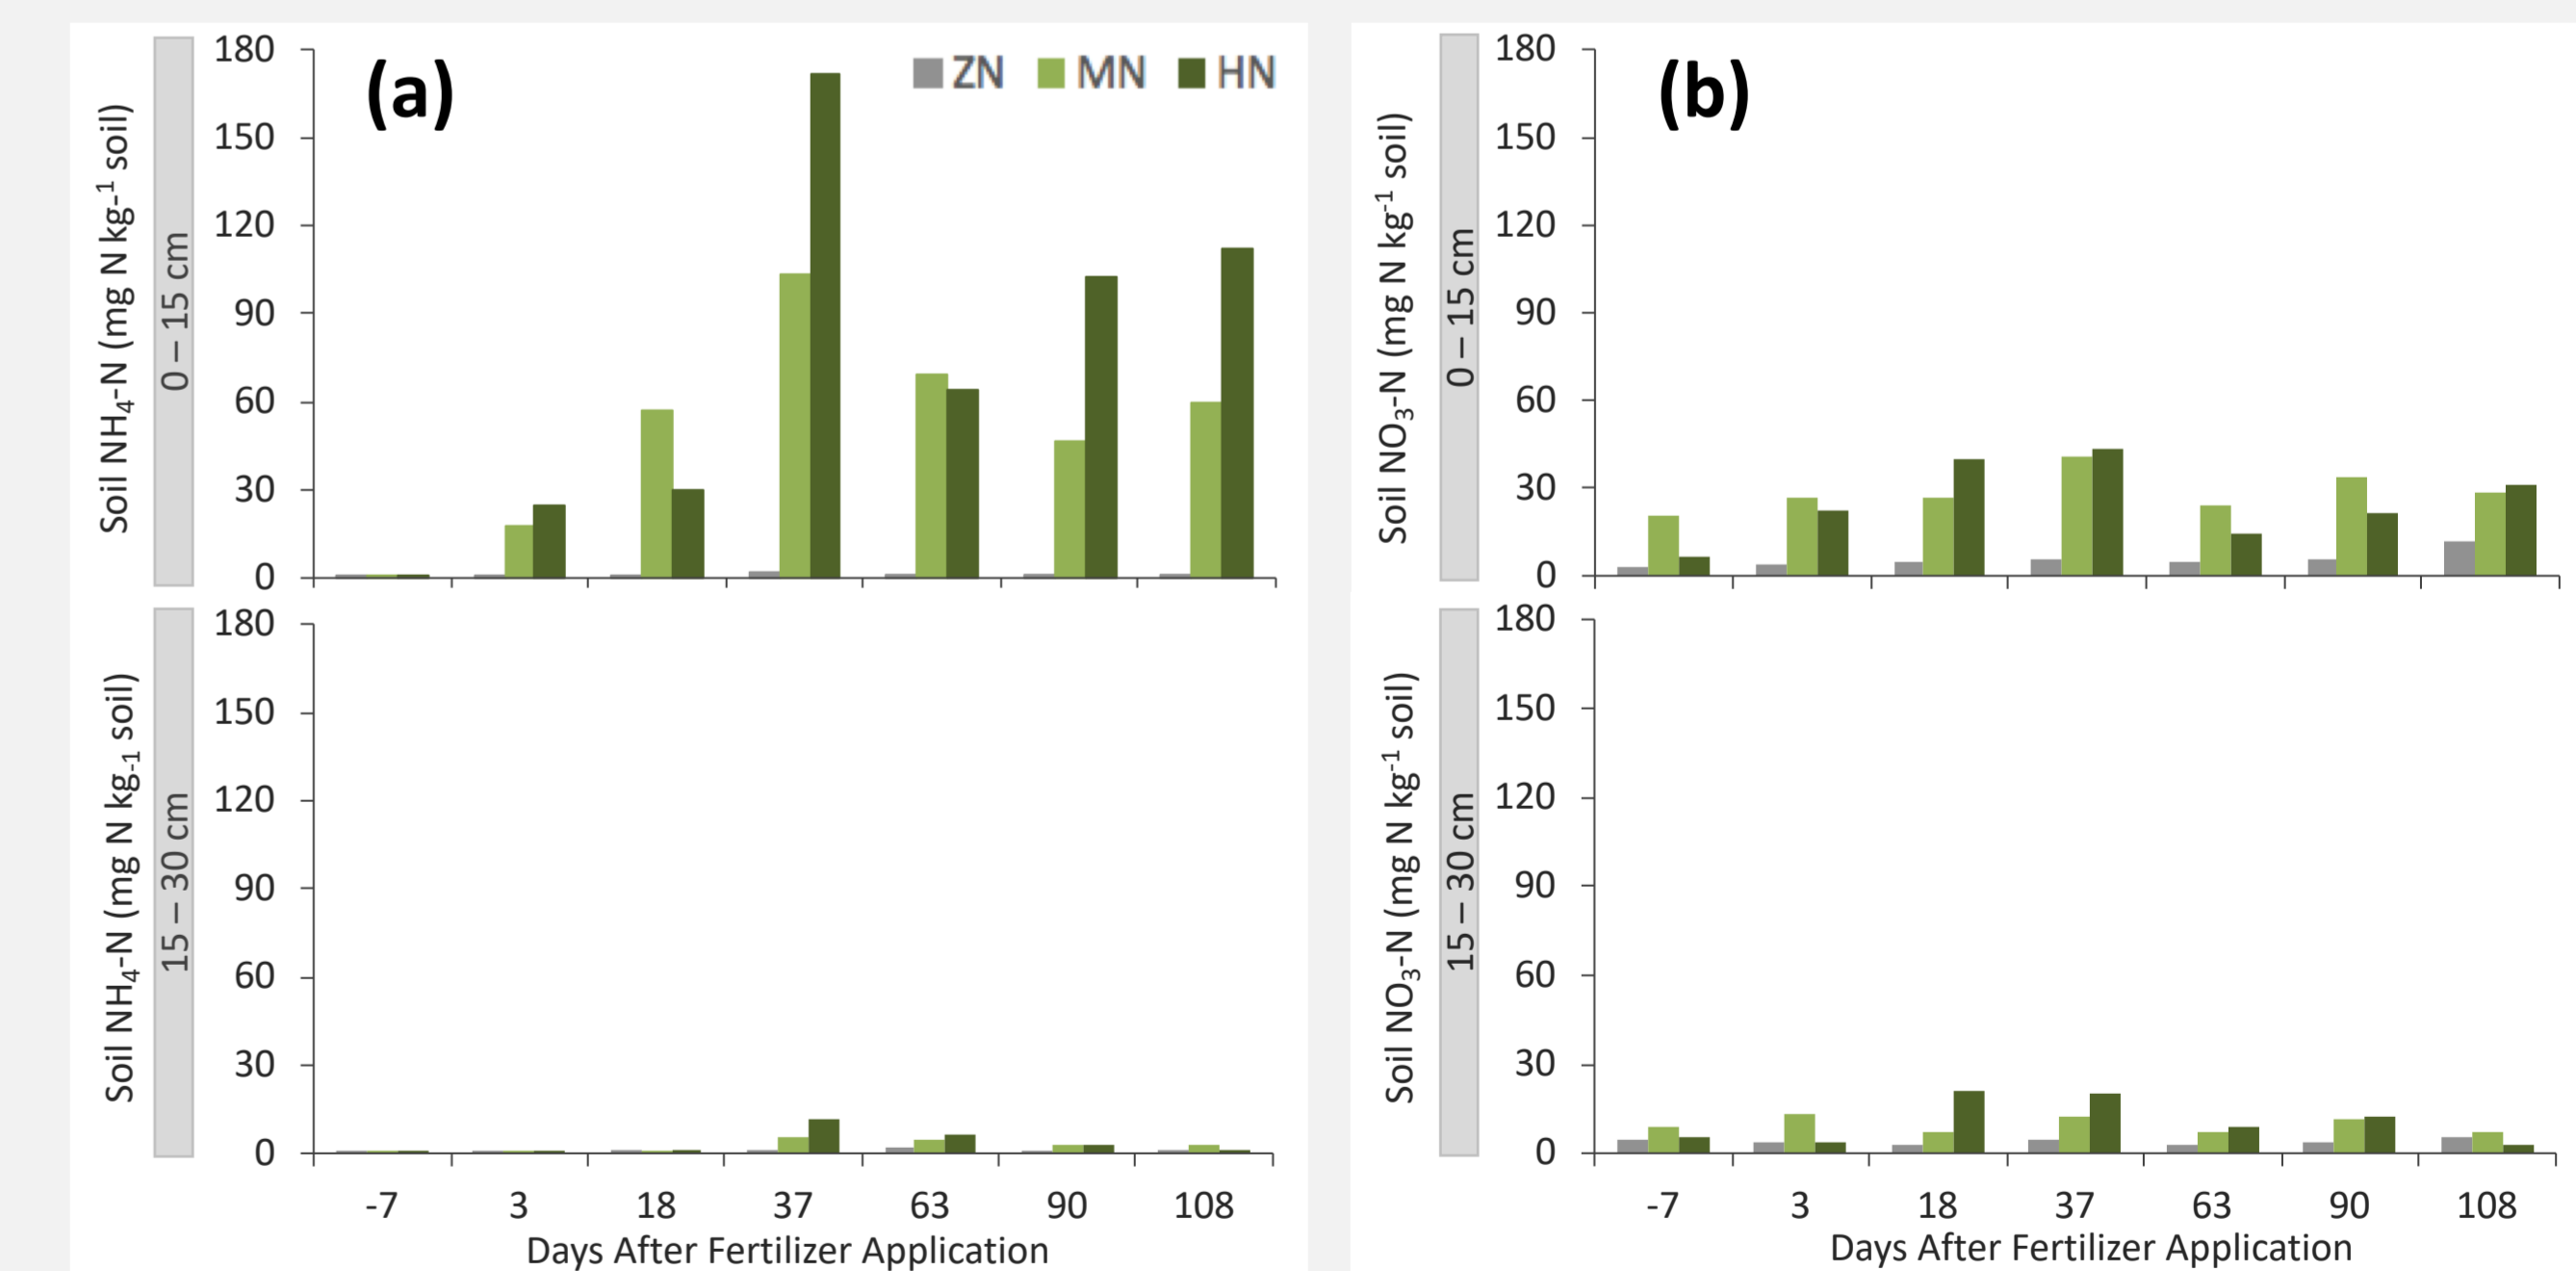 (a)
ZN MN HN
Soil NH₄-N (mg N kg-¹ soil)
0 – 15 cm
180
150
120
90
60
30
0
Soil NH₄-N (mg N kg₋₁ soil)
15 – 30 cm
180
150
120
90
60
30
0
-7 3 18 37 63 90 108
Days After Fertilizer Application
(b)
Soil NO₃-N (mg N kg⁻¹ soil)
0 – 15 cm
180
150
120
90
60
30
0
Soil NO₃-N (mg N kg⁻¹ soil)
15 – 30 cm
180
150
120
90
60
30
0
-7 3 18 37 63 90 108
Days After Fertilizer Application